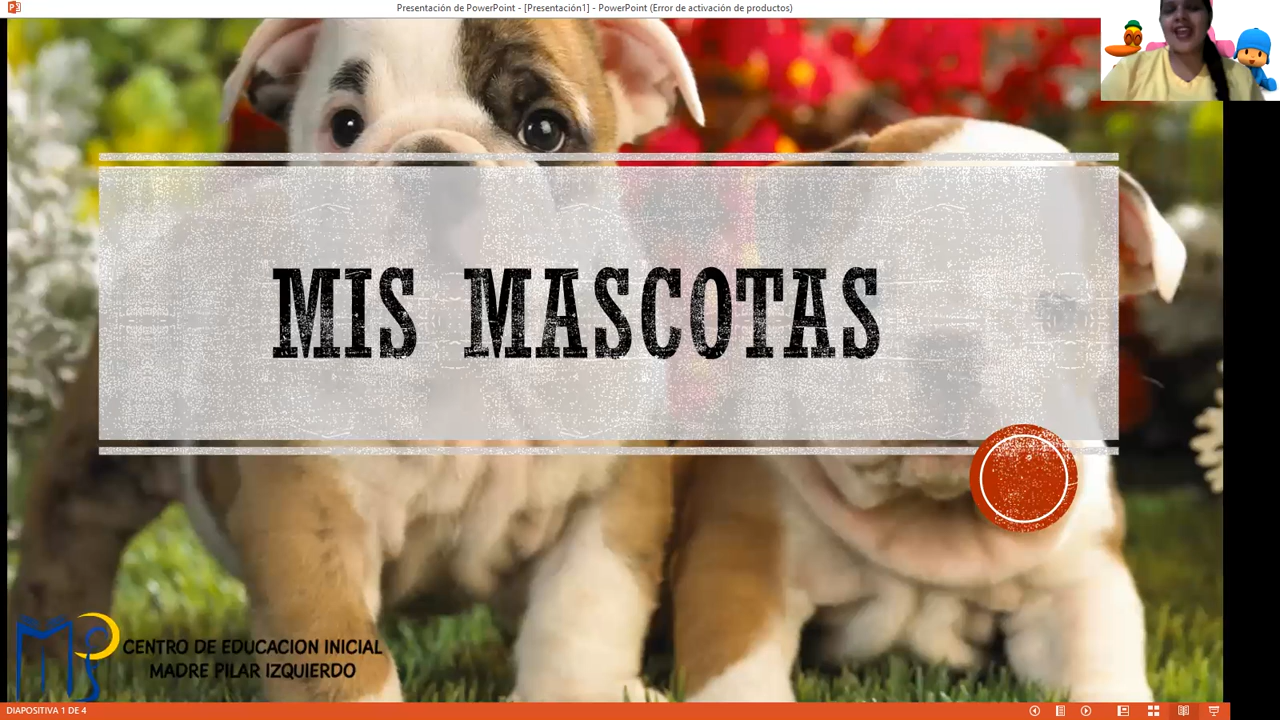 Presentación de PowerPoint - [Presentación1] - PowerPoint (Error de activación de productos)
MIS MASCOTAS
CENTRO DE EDUCACION INICIAL
MADRE PILAR IZQUIERDO
DIAPOSITIVA 1 DE 4